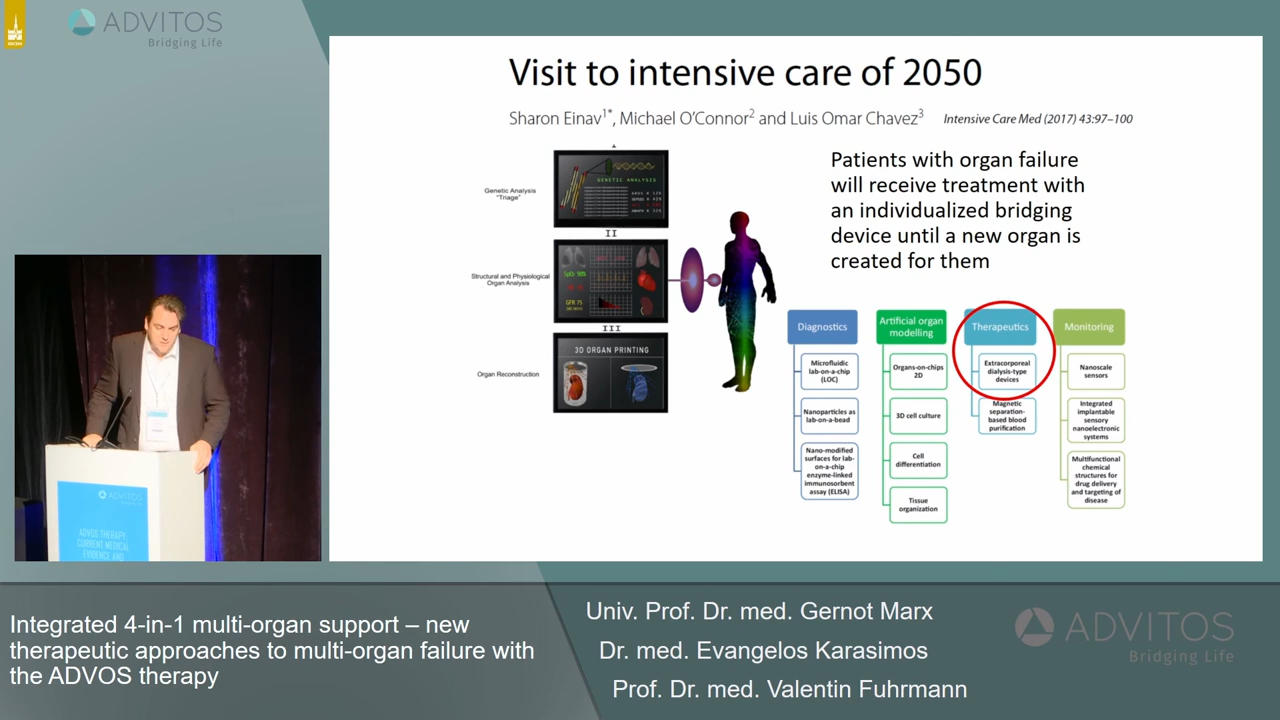 ADVITOS
Bridging Life
Visit to intensive care of 2050
Sharon Einav1*, Michael O'Connor2 and Luis Omar Chavez3
Intensive Care Med (2017) 43:97–100
Genetic Analysis
"Triage"
GENETIC ANALYSIS
II
Structural and Physiological
Organ Analysis
SpO2 98%
GFR 75
III
Organ Reconstruction
3D ORGAN PRINTING
Patients with organ failure
will receive treatment with
an individualized bridging
device until a new organ is
created for them
Diagnostics
Microfluidic
lab-on-a-chip
(LOC)
Nanoparticles as
lab-on-a-bead
Nano-modified
surfaces for lab-
on-a-chip
enzyme-linked
immunosorbent
assay (ELISA)
Artificial organ
modelling
Organs-on-chips
2D
3D cell culture
Cell
differentiation
Tissue
organization
Therapeutics
Extracorporeal
dialysis-type
devices
Magnetic
separation-
based blood
purification
Monitoring
Nanoscale
sensors
Integrated
implantable
sensory
nanoelectronic
systems
Multifunctional
chemical
structures for
drug delivery
and targeting of
disease
ADVITOS
ADVOS THERAPY,
CURRENT MEDICAL
EVIDENCE AND
Integrated 4-in-1 multi-organ support – new
therapeutic approaches to multi-organ failure with
the ADVOS therapy
Univ. Prof. Dr. med. Gernot Marx
Dr. med. Evangelos Karasimos
Prof. Dr. med. Valentin Fuhrmann
ADVITOS
Bridging Life